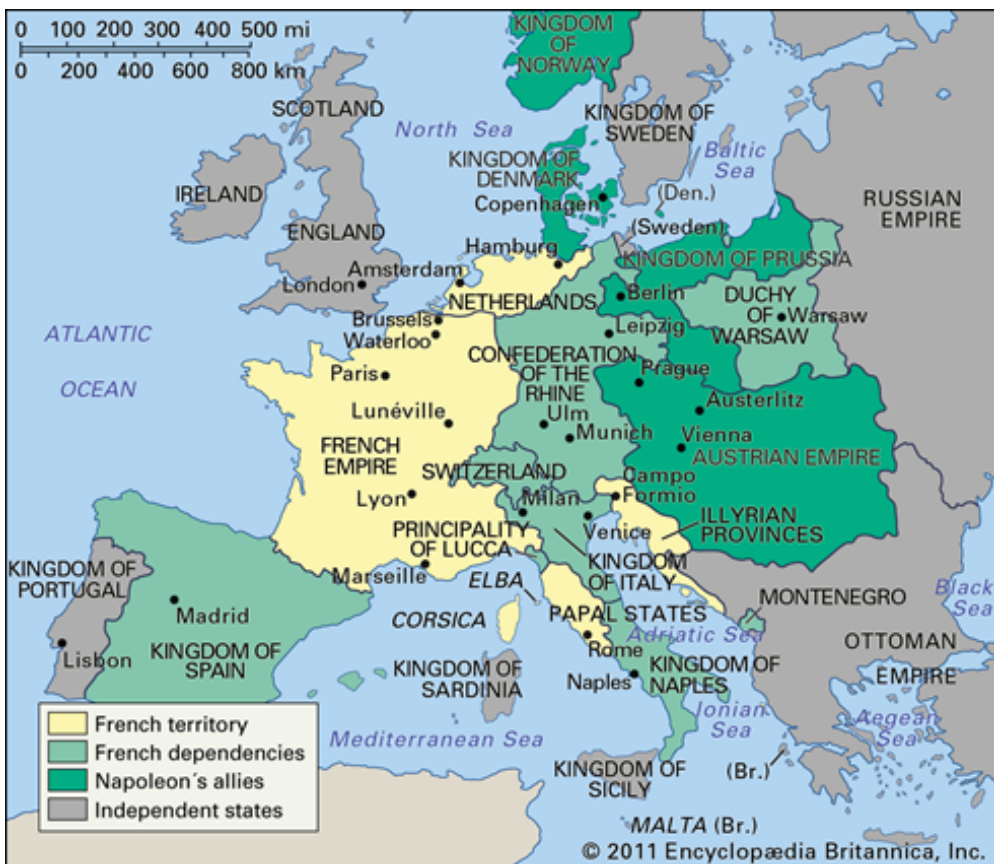 0 100 200 300 400 500 mi
0 200 400 600 800 km
KINGDOM
OF
NORWAY
SCOTLAND
North Sea
KINGDOM OF
SWEDEN
KINGDOM OF
DENMARK
Baltic
Sea
IRELAND
Copenhagen
(Den.)
RUSSIAN
EMPIRE
ENGLAND
(Sweden)
Hamburg
KINGDOM OF PRUSSIA
Amsterdam
London
Berlin
NETHERLANDS
DUCHY
OF
WARSAW
Warsaw
Brussels
Waterloo
Leipzig
ATLANTIC
OCEAN
CONFEDERATION
OF THE
RHINE
Paris
Prague
Austerlitz
Lunéville
Ulm
Munich
Vienna
FRENCH
EMPIRE
AUSTRIAN EMPIRE
SWITZERLAND
Campo
Formio
Lyon
Milan
Venice
ILLYRIAN
PROVINCES
PRINCIPALITY
OF LUCCA
KINGDOM
OF ITALY
KINGDOM OF
PORTUGAL
Marseille
ELBA
MONTENEGRO
Black
Sea
Madrid
CORSICA
PAPAL STATES
Adriatic Sea
OTTOMAN
EMPIRE
Lisbon
KINGDOM OF
SPAIN
Rome
KINGDOM OF
SARDINIA
Naples
KINGDOM OF
NAPLES
Ionian
Sea
Aegean
Sea
French territory
French dependencies
Napoleon's allies
Independent states
Mediterranean Sea
KINGDOM OF
SICILY
(Br.)
MALTA (Br.)
© 2011 Encyclopædia Britannica, Inc.